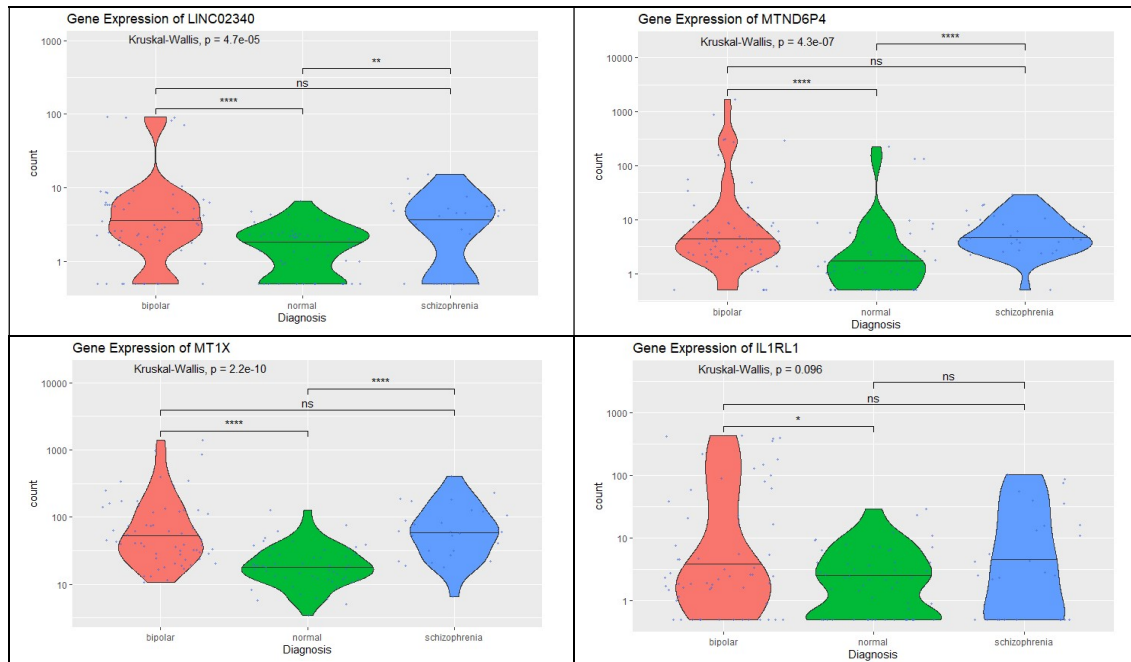 Gene Expression of LINC02340
Kruskal-Wallis, p = 4.7e-05
1000
100
10
1
count
**
ns
****
bipolar normal schizophrenia
Diagnosis
Gene Expression of MTND6P4
Kruskal-Wallis, p = 4.3e-07
10000
1000
100
10
1
count
****
ns
****
bipolar normal schizophrenia
Diagnosis
Gene Expression of MT1X
Kruskal-Wallis, p = 2.2e-10
10000
1000
100
10
count
****
ns
****
bipolar normal schizophrenia
Diagnosis
Gene Expression of IL1RL1
Kruskal-Wallis, p = 0.096
1000
100
10
1
count
ns
ns
*
bipolar normal schizophrenia
Diagnosis